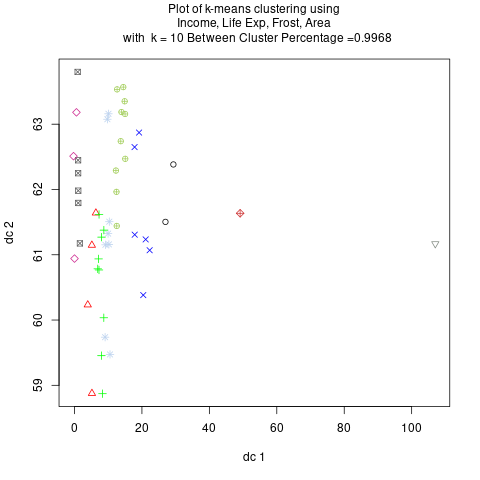 Plot of k-means clustering using
Income, Life Exp, Frost, Area
with  k = 10 Between Cluster Percentage =0.9968
63
62
61
60
59
dc 2
0 20 40 60 80 100
dc 1